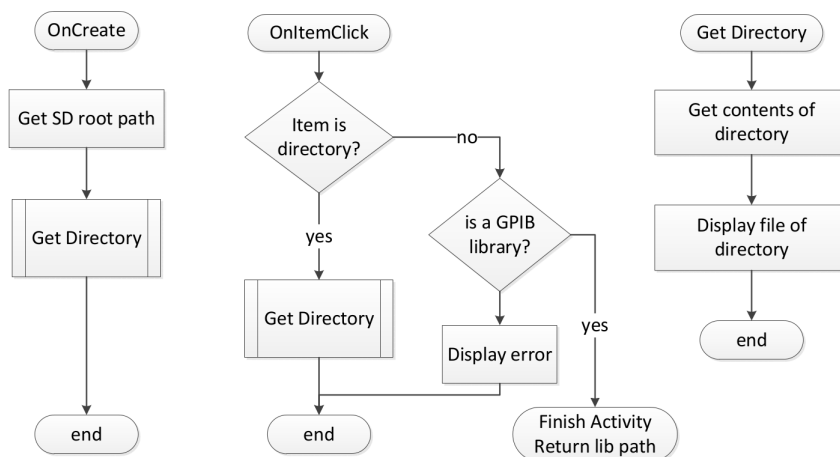 OnCreate
Get SD root path
Get Directory
end
OnItemClick
Item is
directory?
no
yes
is a GPIB
library?
Get Directory
Display error
yes
end
Finish Activity
Return lib path
Get Directory
Get contents of
directory
Display file of
directory
end